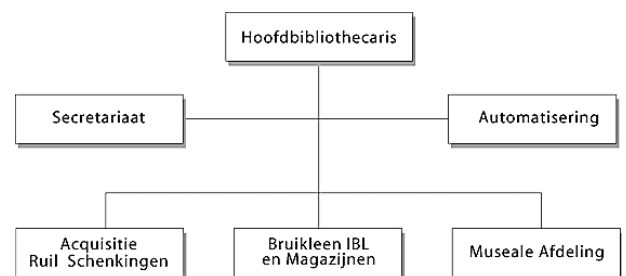 Hoofdbibliothecaris
Secretariaat
Automatisering
Acquisitie
Ruil Schenkingen
Bruikleen IBL
en Magazijnen
Museale Afdeling